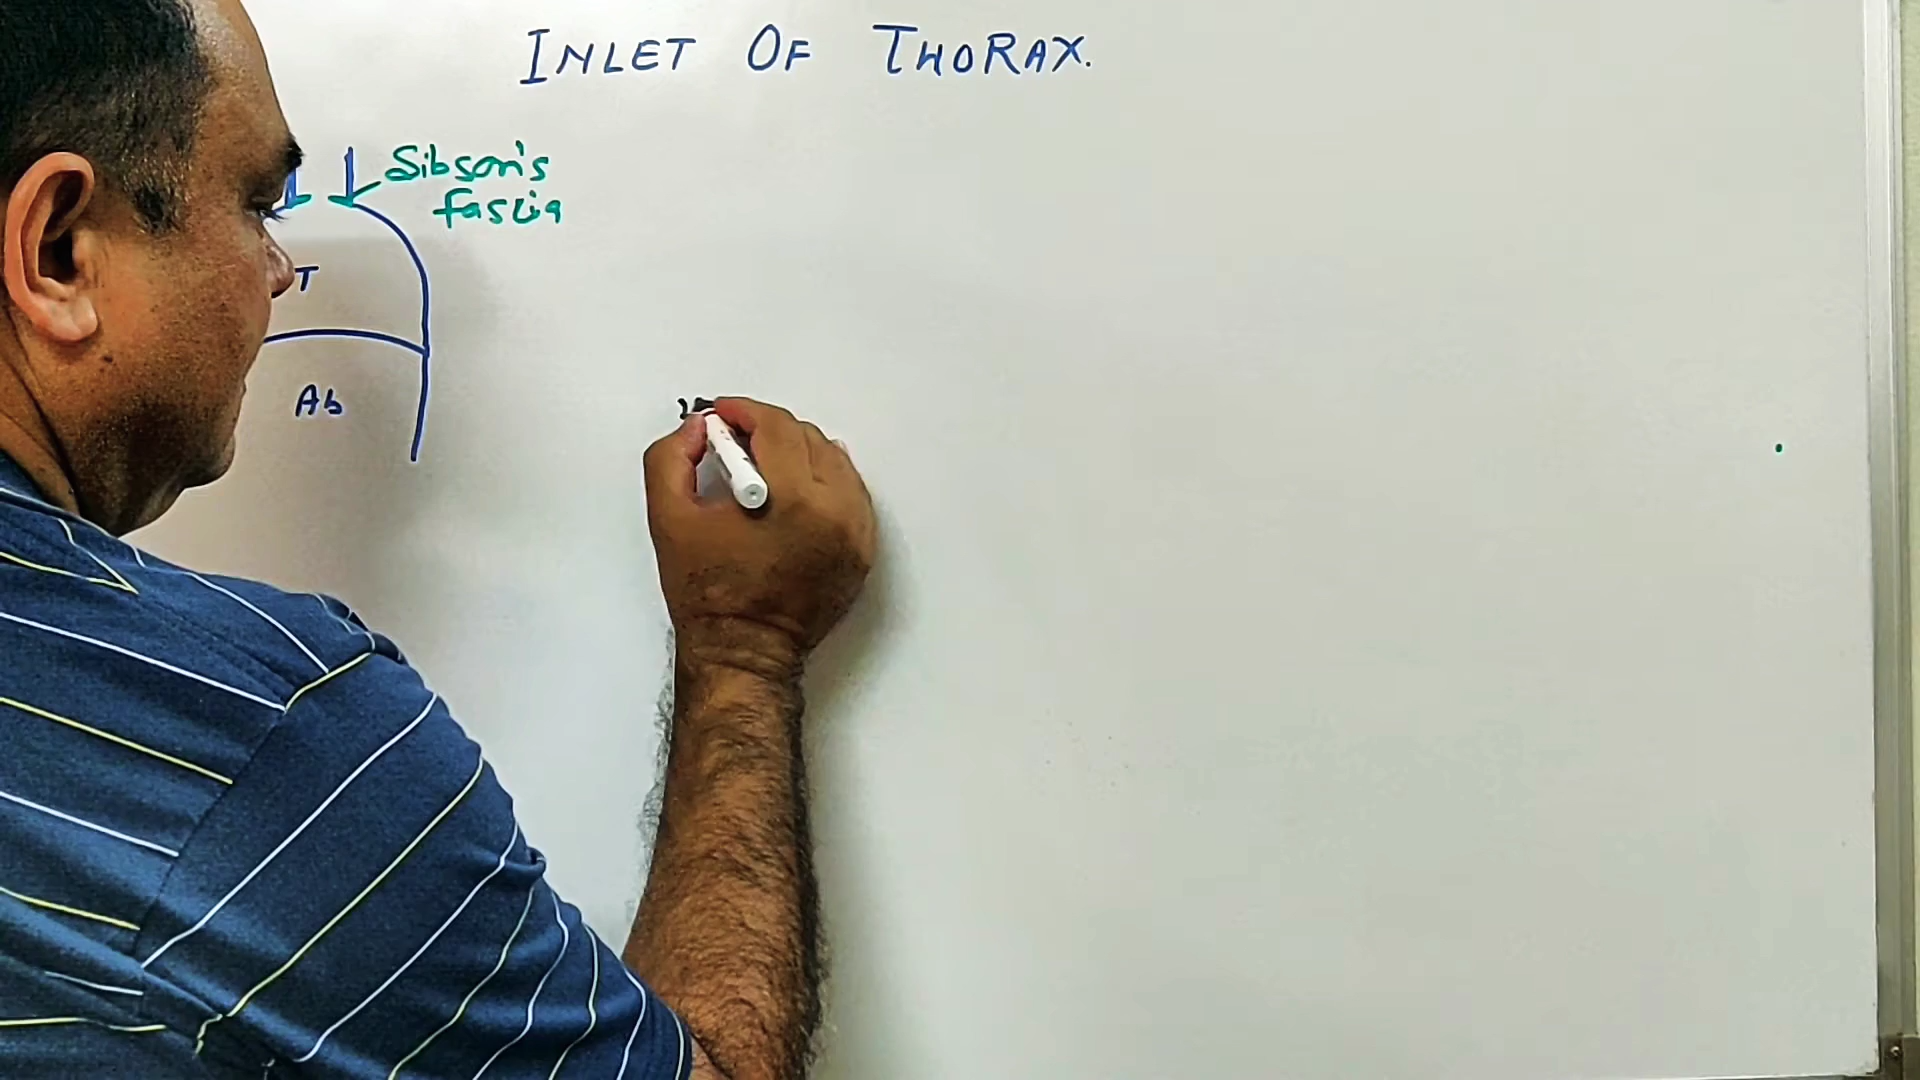 INLET OF THORAX.
Sibson's
fascia
T
Ab